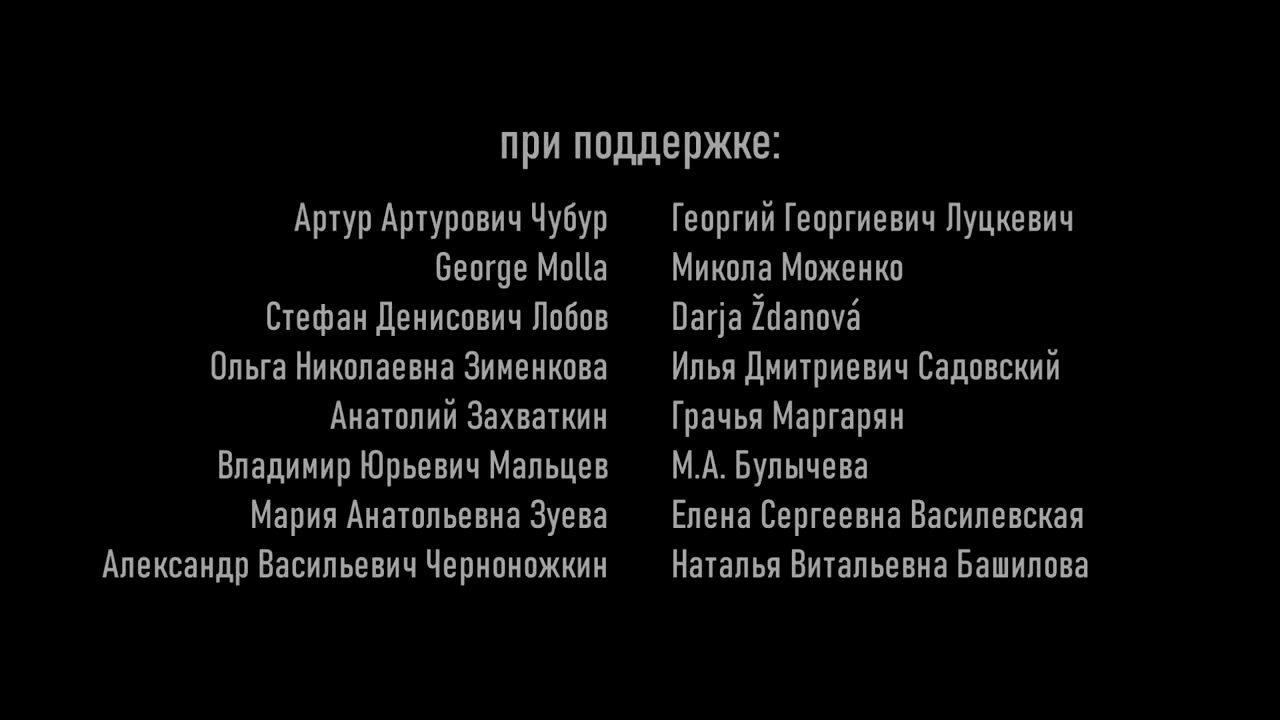 при поддержке:
Артур Артурович Чубур
Георгий Георгиевич Луцкевич
George Molla
Микола Моженко
Стефан Денисович Лобов
Darja Ždanová
Ольга Николаевна Зименкова
Илья Дмитриевич Садовский
Анатолий Захваткин
Грачья Маргарян
Владимир Юрьевич Мальцев
М.А. Булычева
Мария Анатольевна Зуева
Елена Сергеевна Василевская
Александр Васильевич Черноножкин
Наталья Витальевна Башилова